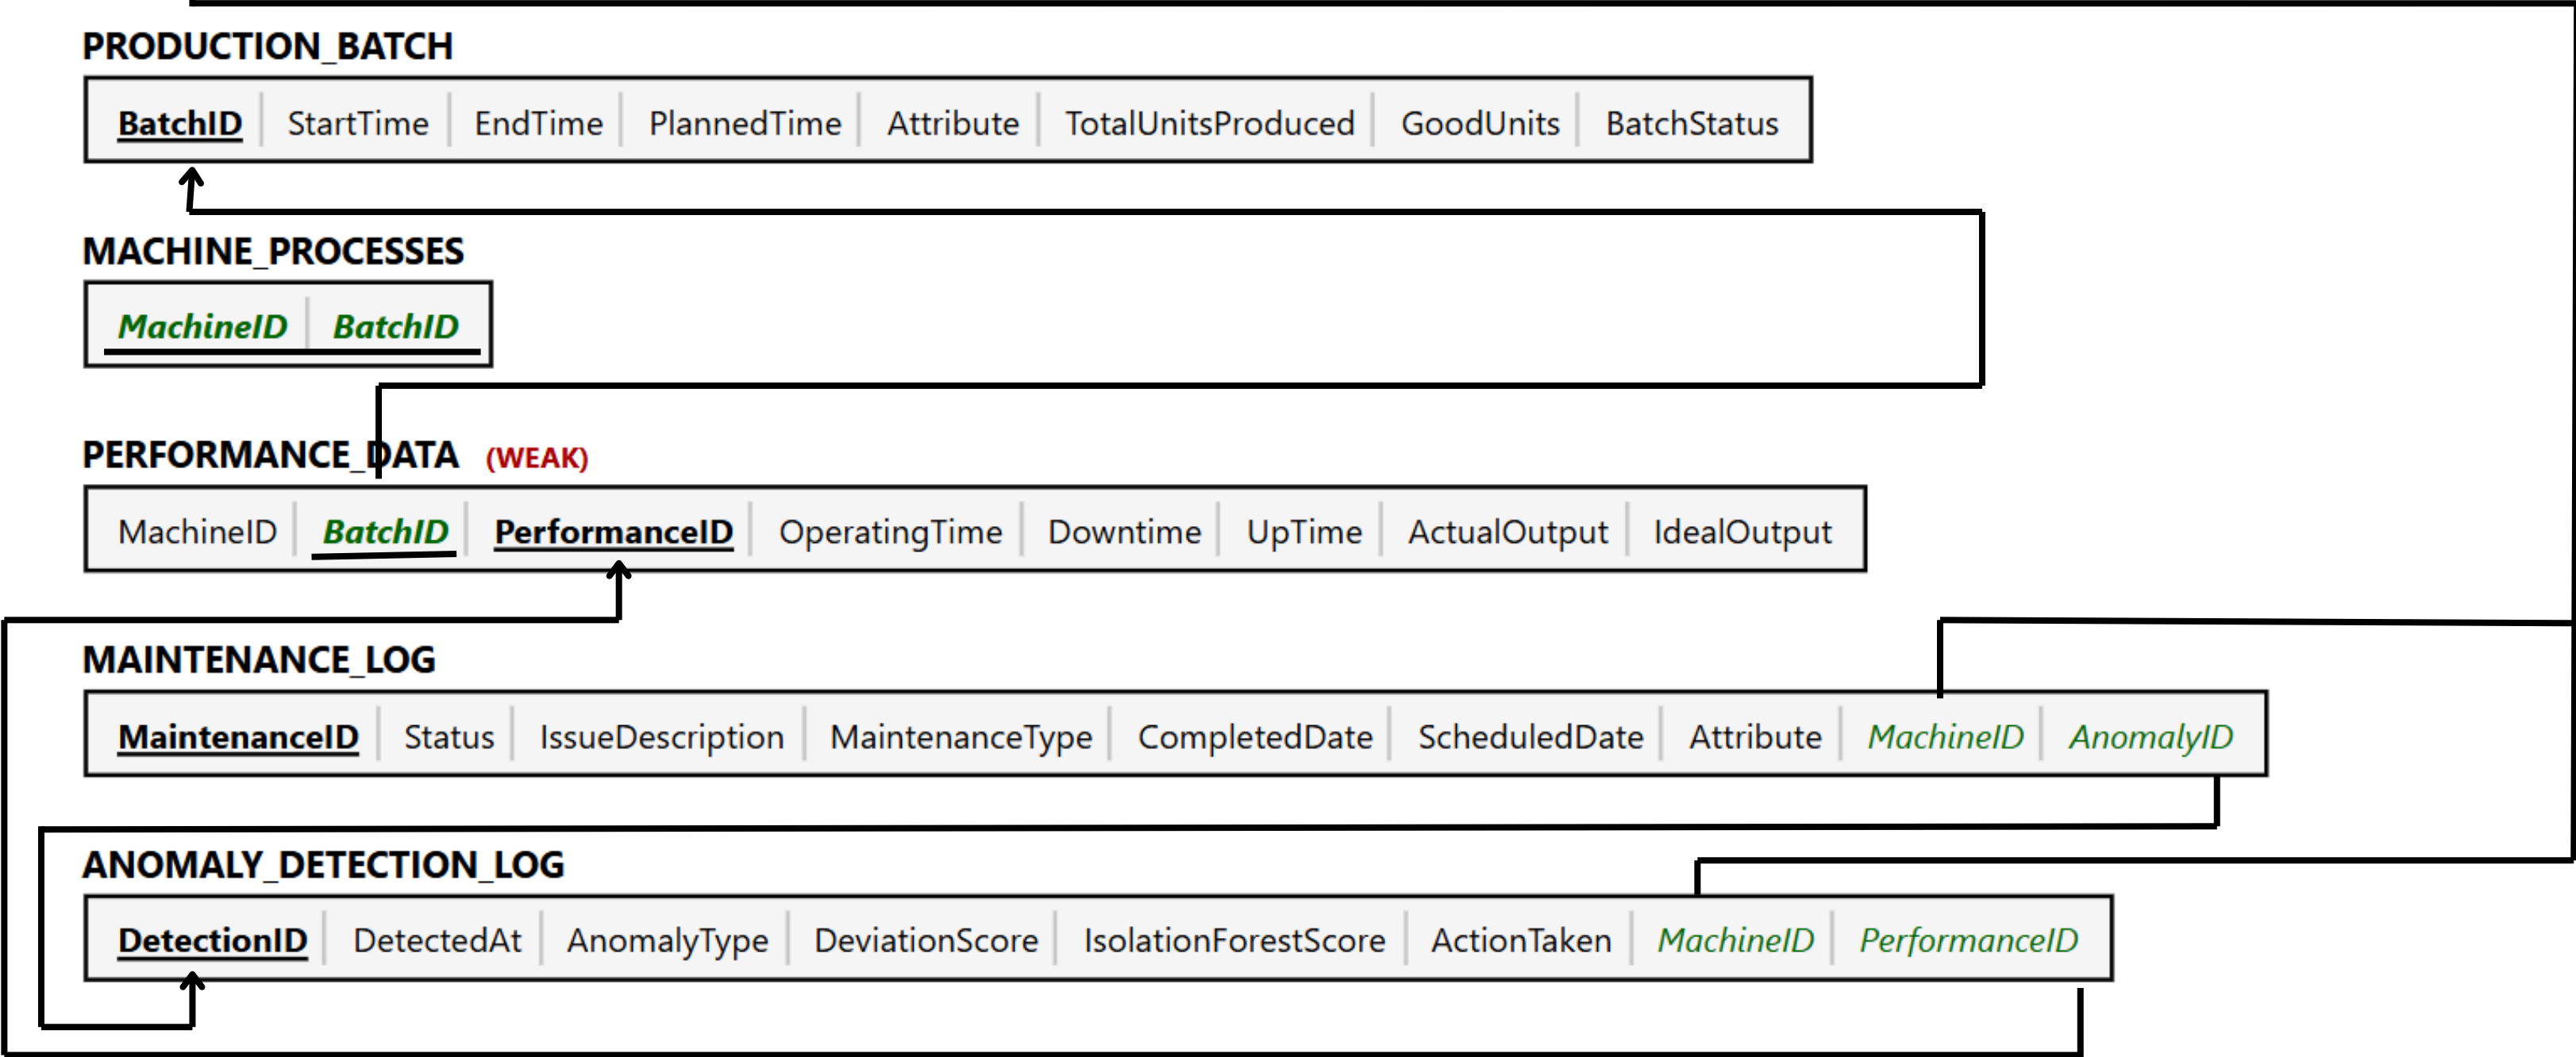 PRODUCTION_BATCH
BatchID StartTime EndTime PlannedTime Attribute TotalUnitsProduced GoodUnits BatchStatus
MACHINE_PROCESSES
MachineID BatchID
PERFORMANCE_DATA (WEAK)
MachineID BatchID PerformanceID OperatingTime Downtime UpTime ActualOutput IdealOutput
MAINTENANCE_LOG
MaintenanceID Status IssueDescription MaintenanceType CompletedDate ScheduledDate Attribute MachineID AnomalyID
ANOMALY_DETECTION_LOG
DetectionID DetectedAt AnomalyType DeviationScore IsolationForestScore ActionTaken MachineID PerformanceID